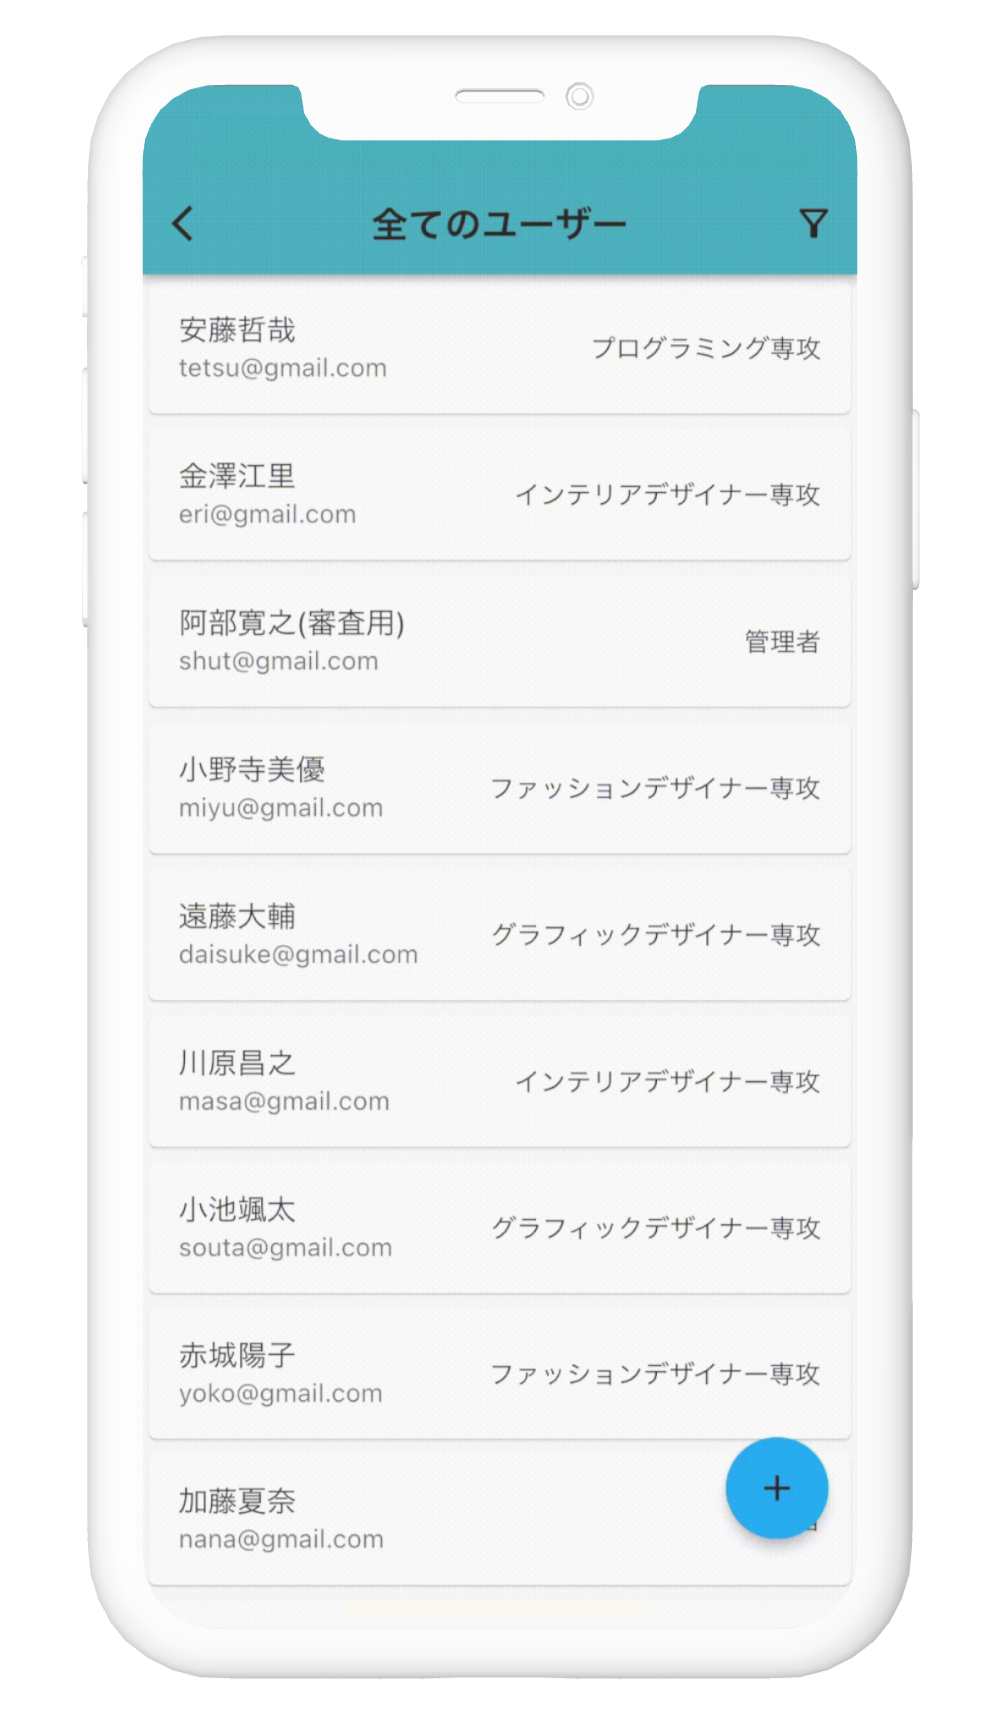 全てのユーザー
安藤哲哉
tetsu@gmail.com
プログラミング専攻
金澤江里
eri@gmail.com
インテリアデザイナー専攻
阿部寛之(審査用)
shut@gmail.com
管理者
小野寺美優
miyu@gmail.com
ファッションデザイナー専攻
遠藤大輔
daisuke@gmail.com
グラフィックデザイナー専攻
川原昌之
masa@gmail.com
インテリアデザイナー専攻
小池颯太
souta@gmail.com
グラフィックデザイナー専攻
赤城陽子
yoko@gmail.com
ファッションデザイナー専攻
加藤夏奈
nana@gmail.com